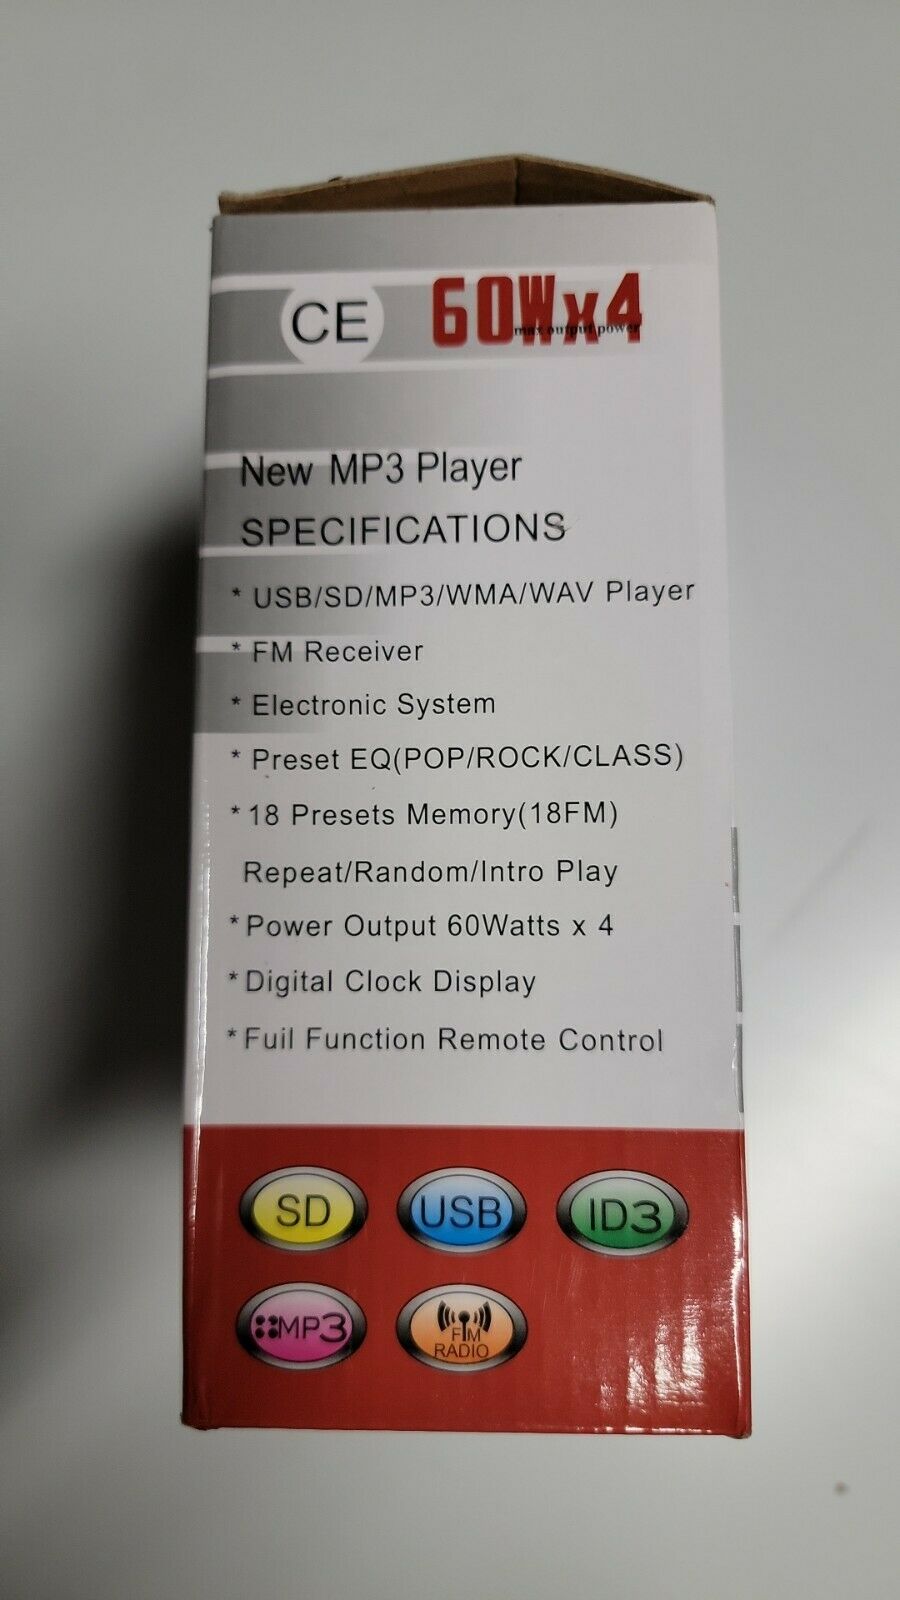 CE 60Wx4
max output power
New MP3 Player
SPECIFICATIONS
* USB/SD/MP3/WMA/WAV Player
* FM Receiver
* Electronic System
* Preset EQ(POP/ROCK/CLASS)
* 18 Presets Memory(18FM)
Repeat/Random/Intro Play
* Power Output 60Watts x 4
* Digital Clock Display
* Fuil Function Remote Control
SD USB ID3
MP3 FM
RADIO